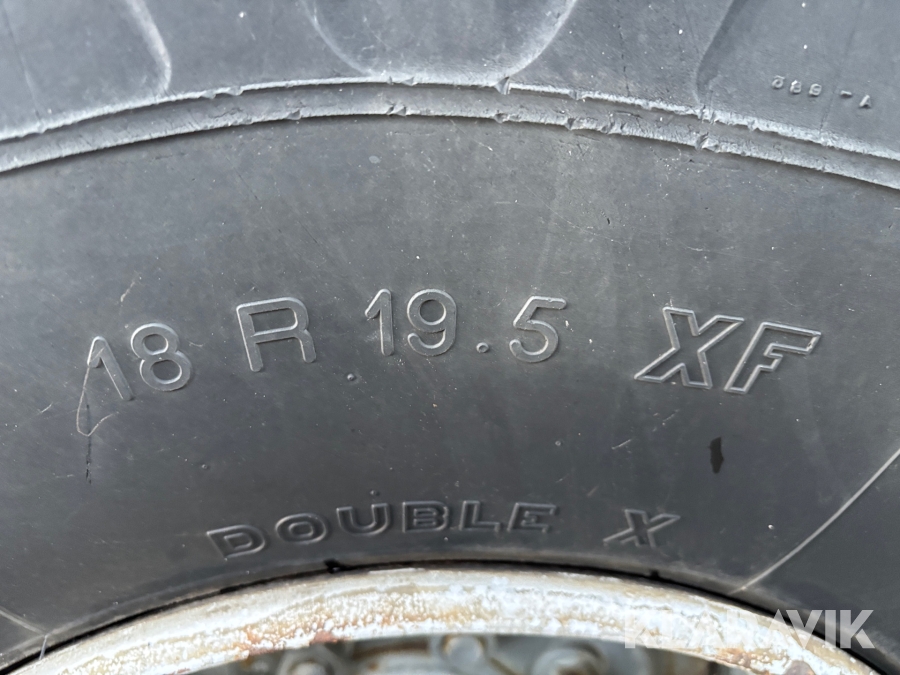 18 R 19.5 XF
DOUBLE X